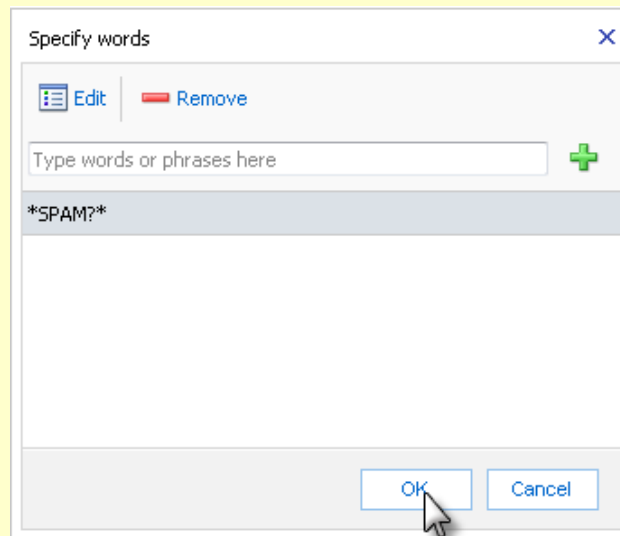 Specify words
Edit Remove
Type words or phrases here
*SPAM?*
OK Cancel